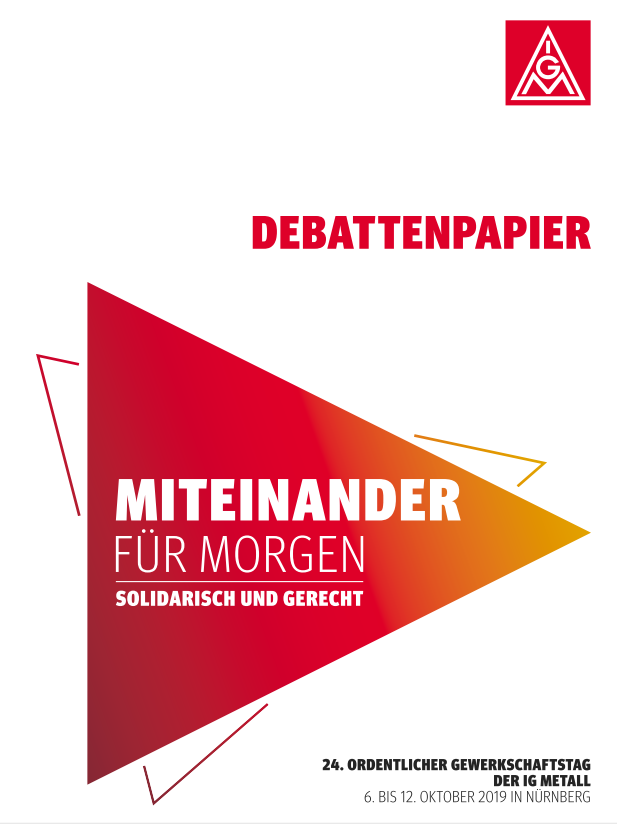 IGM
DEBATTENPAPIER
MITEINANDER
FÜR MORGEN
SOLIDARISCH UND GERECHT
24. ORDENTLICHER GEWERKSCHAFTSTAG
DER IG METALL
6. BIS 12. OKTOBER 2019 IN NÜRNBERG